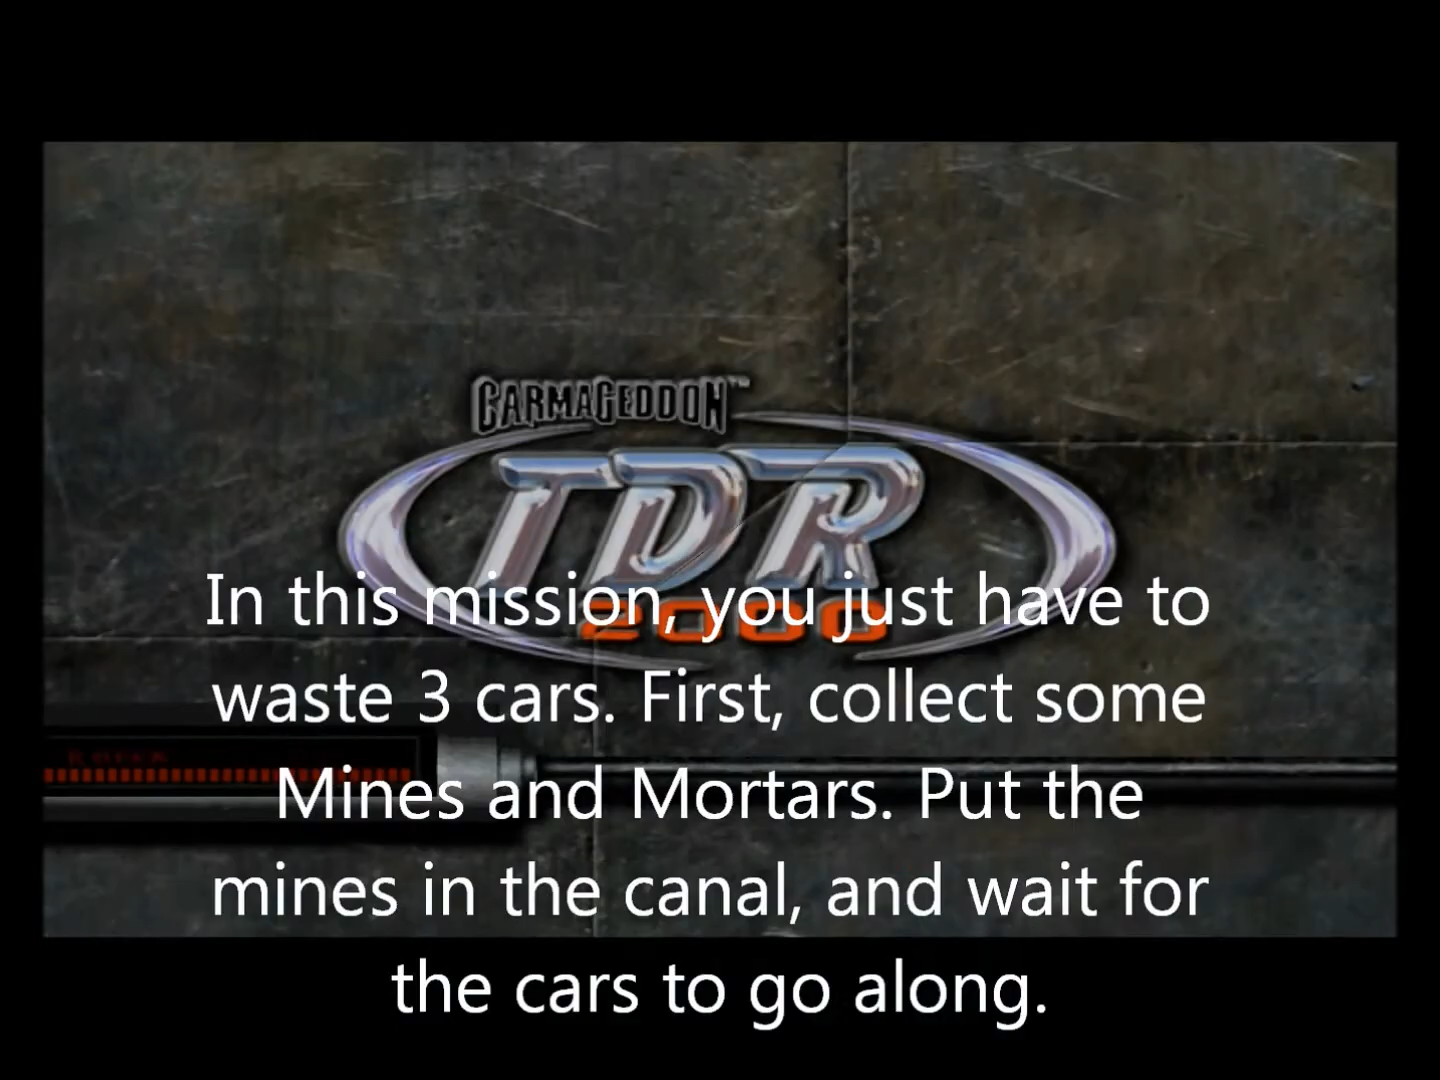 CARMAGEDDON™
TDR
2000
In this mission, you just have to
waste 3 cars. First, collect some
Mines and Mortars. Put the
mines in the canal, and wait for
the cars to go along.